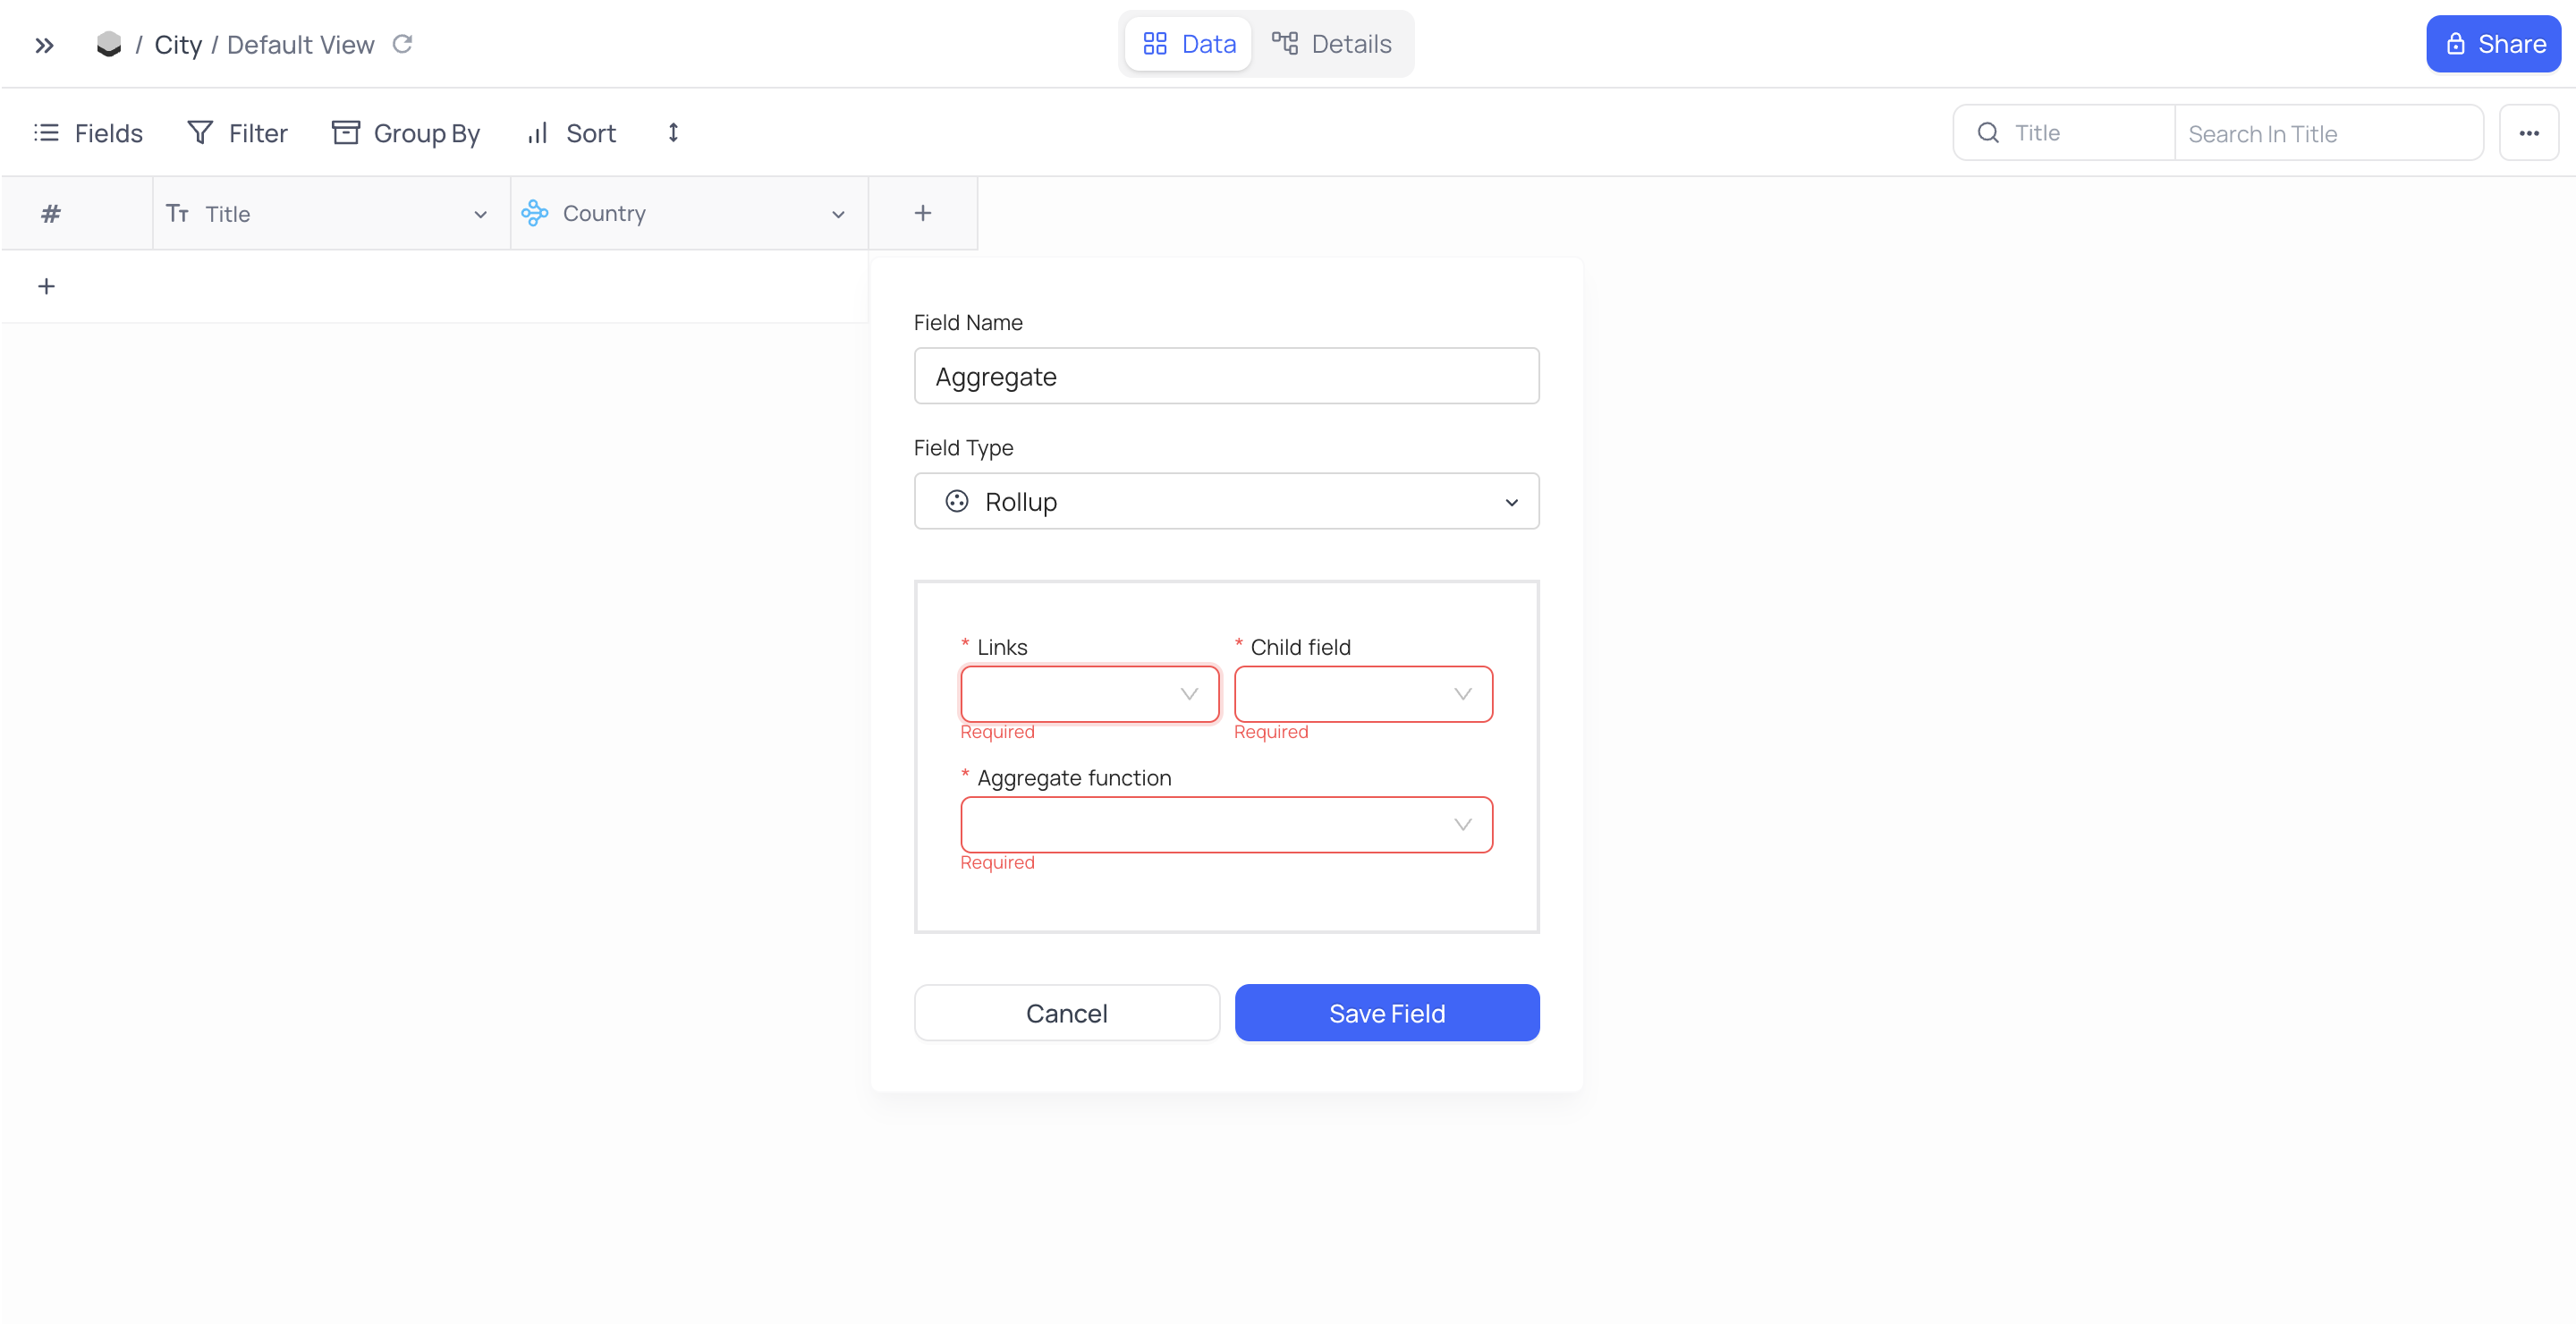 / City / Default View
Data Details
Share
Fields Filter Group By Sort
Title Search In Title
# Title Country +
+
Field Name
Aggregate
Field Type
Rollup
* Links * Child field
Required Required
* Aggregate function
Required
Cancel Save Field